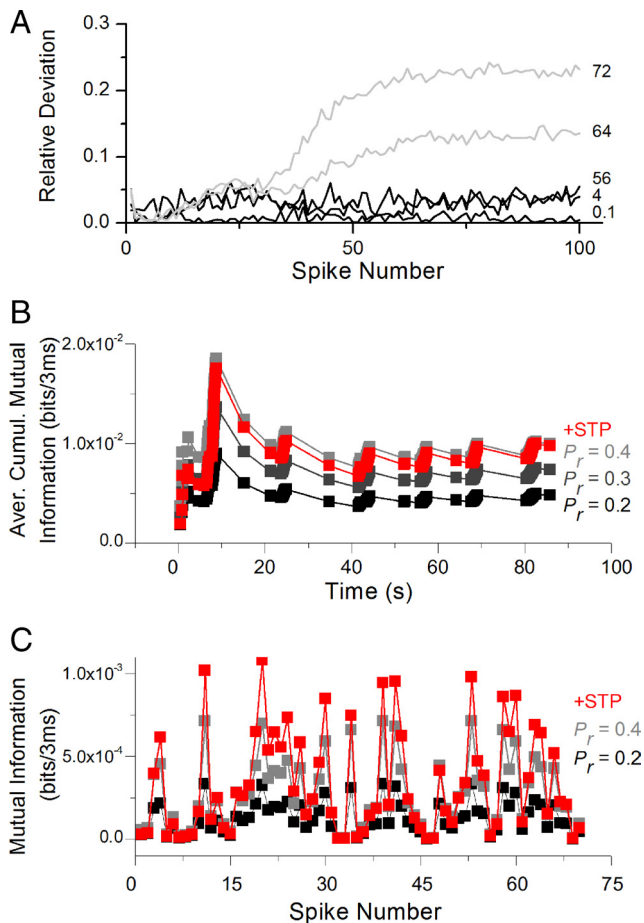 A
Relative Deviation
0.3
0.2
0.1
0.0
72
64
56
4
0.1
0
50
100
Spike Number
B
Aver. Cumul. Mutual
Information (bits/3ms)
2.0x10⁻²
1.0x10⁻²
0.0
+STP
Pr = 0.4
Pr = 0.3
Pr = 0.2
0
20
40
60
80
100
Time (s)
C
Mutual Information
(bits/3ms)
1.0x10⁻³
5.0x10⁻⁴
0.0
+STP
Pr = 0.4
Pr = 0.2
0
15
30
45
60
75
Spike Number